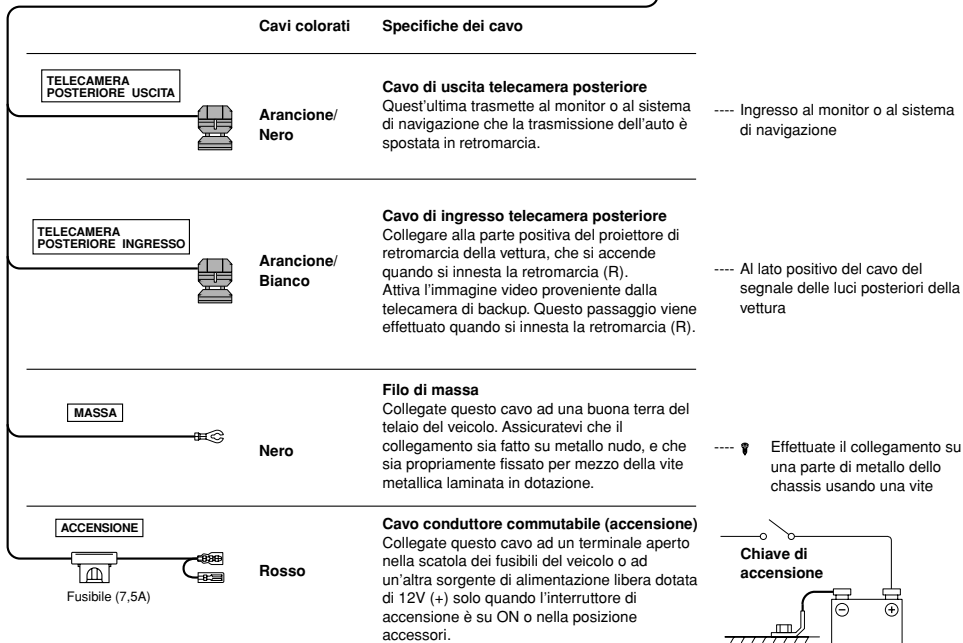 Cavi colorati Specifiche dei cavo
TELECAMERA
POSTERIORE USCITA
Arancione/
Nero
Cavo di uscita telecamera posteriore
Quest'ultima trasmette al monitor o al sistema
di navigazione che la trasmissione dell'auto è
spostata in retromarcia.
---- Ingresso al monitor o al sistema
di navigazione
TELECAMERA
POSTERIORE INGRESSO
Arancione/
Bianco
Cavo di ingresso telecamera posteriore
Collegare alla parte positiva del proiettore di
retromarcia della vettura, che si accende
quando si innesta la retromarcia (R).
Attiva l'immagine video proveniente dalla
telecamera di backup. Questo passaggio viene
effettuato quando si innesta la retromarcia (R).
---- Al lato positivo del cavo del
segnale delle luci posteriori della
vettura
MASSA
Nero
Filo di massa
Collegate questo cavo ad una buona terra del
telaio del veicolo. Assicuratevi che il
collegamento sia fatto su metallo nudo, e che
sia propriamente fissato per mezzo della vite
metallica laminata in dotazione.
---- Effettuate il collegamento su
una parte di metallo dello
chassis usando una vite
ACCENSIONE
Fusibile (7,5A)
Rosso
Cavo conduttore commutabile (accensione)
Collegate questo cavo ad un terminale aperto
nella scatola dei fusibili del veicolo o ad
un'altra sorgente di alimentazione libera dotata
di 12V (+) solo quando l'interruttore di
accensione è su ON o nella posizione
accessori.
Chiave di
accensione
⊖ ⊕